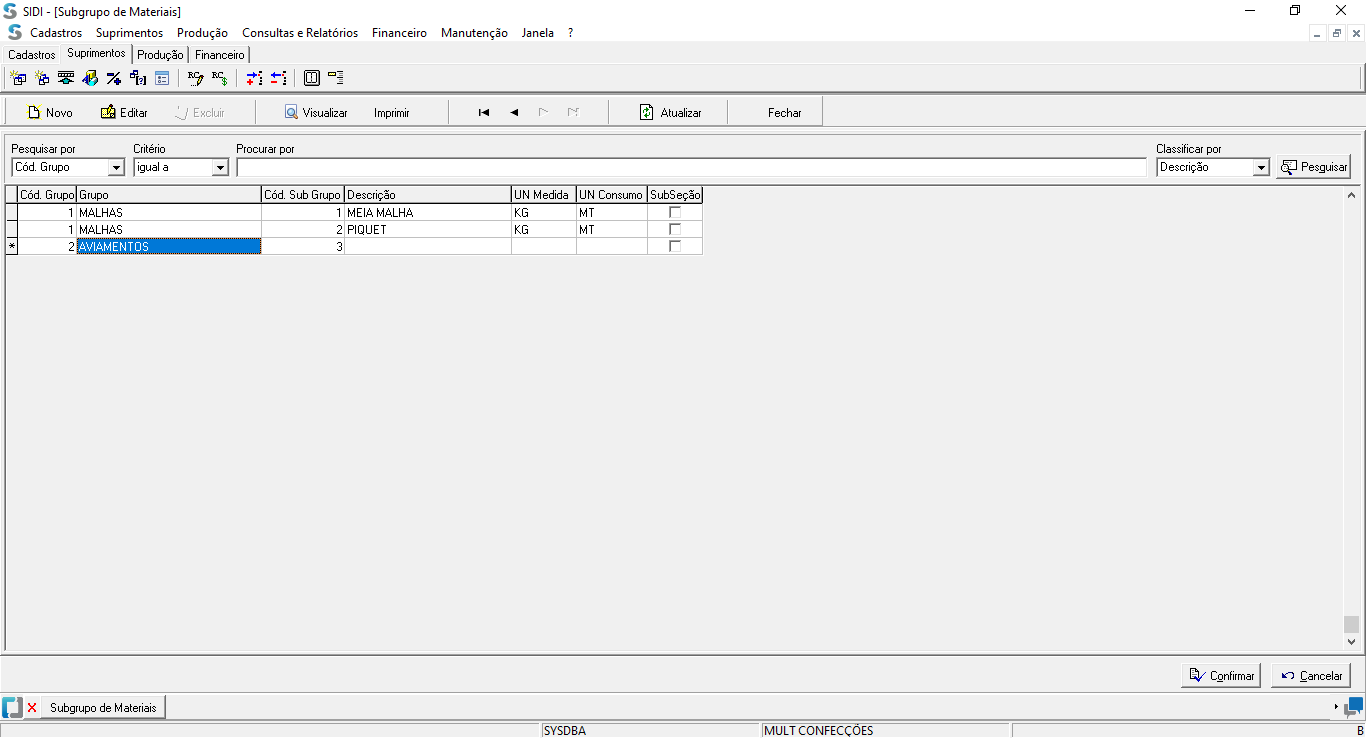 SIDI - [Subgrupo de Materiais]
Cadastros Suprimentos Produção Consultas e Relatórios Financeiro Manutenção Janela ?
Cadastros Suprimentos Produção Financeiro
Novo Editar Excluir Visualizar Imprimir Atualizar Fechar
Pesquisar por Critério Procurar por Classificar por
Cód. Grupo igual a Descrição Pesquisar
Cód. Grupo Grupo Cód. Sub Grupo Descrição UN Medida UN Consumo SubSeção
1 MALHAS 1 MEIA MALHA KG MT
1 MALHAS 2 PIQUET KG MT
* 2 AVIAMENTOS 3
Confirmar Cancelar
Subgrupo de Materiais
SYSDBA MULT CONFECÇÕES B